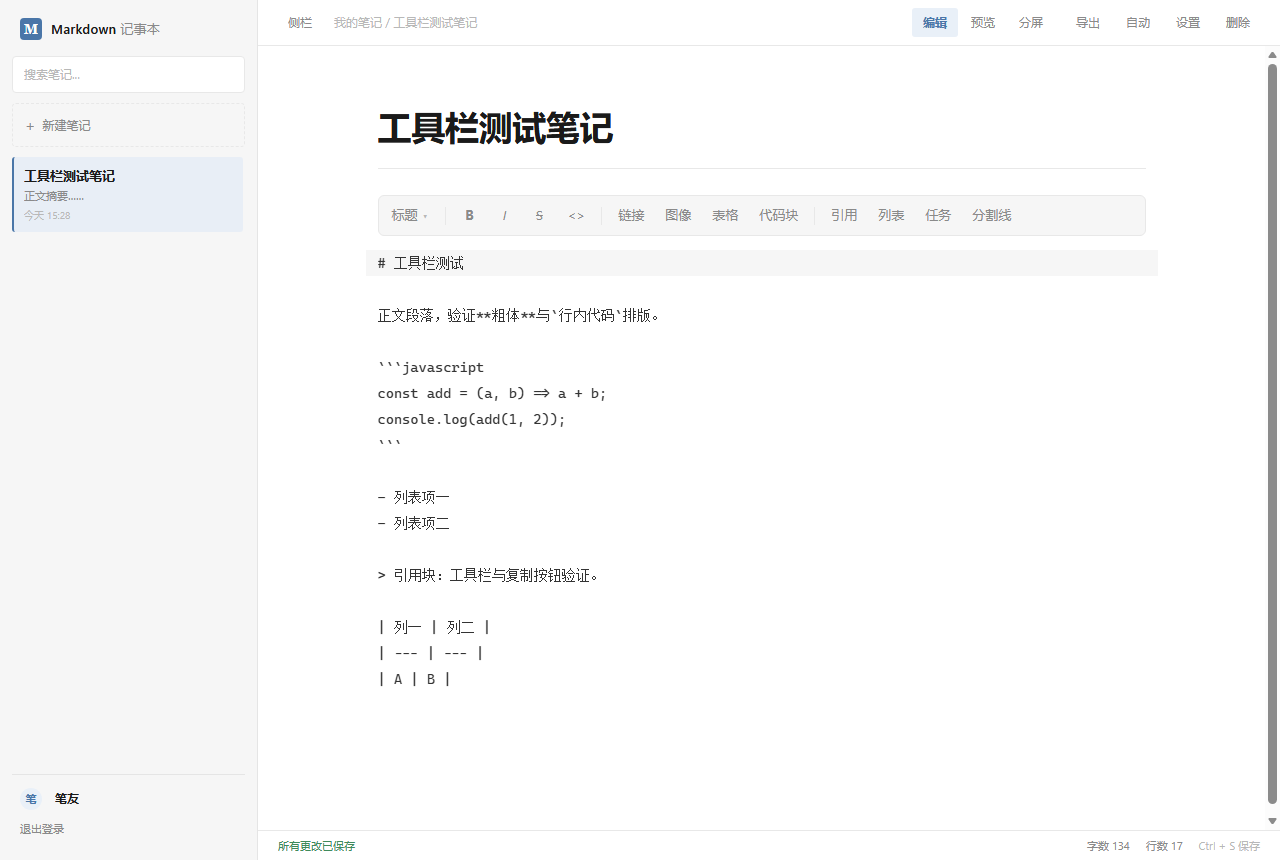 M Markdown 记事本
搜索笔记...
+ 新建笔记
工具栏测试笔记
正文摘要......
今天 15:28
笔 笔友
退出登录
侧栏 我的笔记 / 工具栏测试笔记 编辑 预览 分屏 导出 自动 设置 删除
工具栏测试笔记
标题 B I S <> 链接 图像 表格 代码块 引用 列表 任务 分割线
# 工具栏测试
正文段落，验证**粗体**与`行内代码`排版。
```javascript
const add = (a, b) => a + b;
console.log(add(1, 2));
```
- 列表项一
- 列表项二
> 引用块：工具栏与复制按钮验证。
| 列一 | 列二 |
| --- | --- |
| A | B |
所有更改已保存 字数 134 行数 17 Ctrl + S 保存